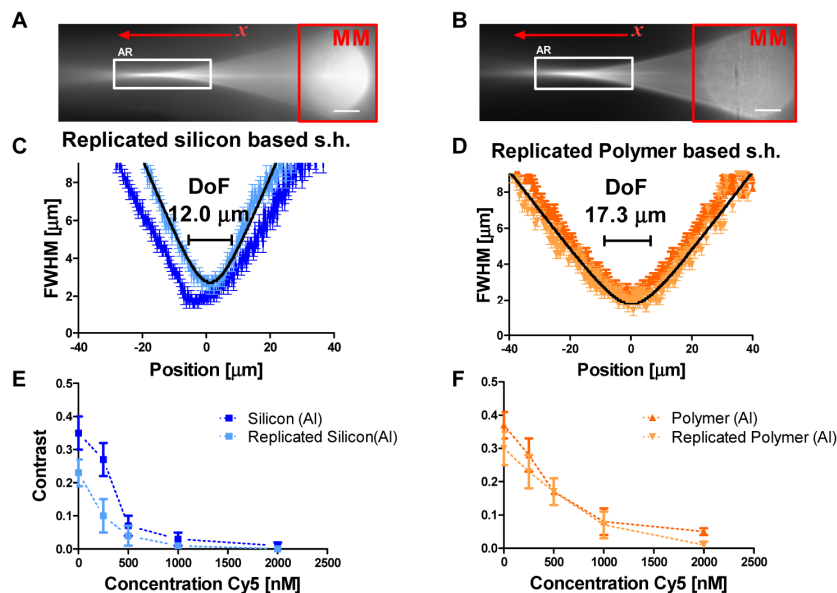 A
x
MM
AR
B
x
MM
AR
Replicated silicon based s.h.
C
DoF
12.0 μm
FWHM [μm]
8
6
4
2
0
-40
-20
0
20
40
Position [μm]
Replicated Polymer based s.h.
D
DoF
17.3 μm
FWHM [μm]
8
6
4
2
0
-40
-20
0
20
40
Position [μm]
E
Contrast
0.5
0.4
0.3
0.2
0.1
0.0
0
500
1000
1500
2000
2500
Silicon (Al)
Replicated Silicon(Al)
Concentration Cy5 [nM]
F
0.5
0.4
0.3
0.2
0.1
0.0
0
500
1000
1500
2000
2500
Polymer (Al)
Replicated Polymer (Al)
Concentration Cy5 [nM]